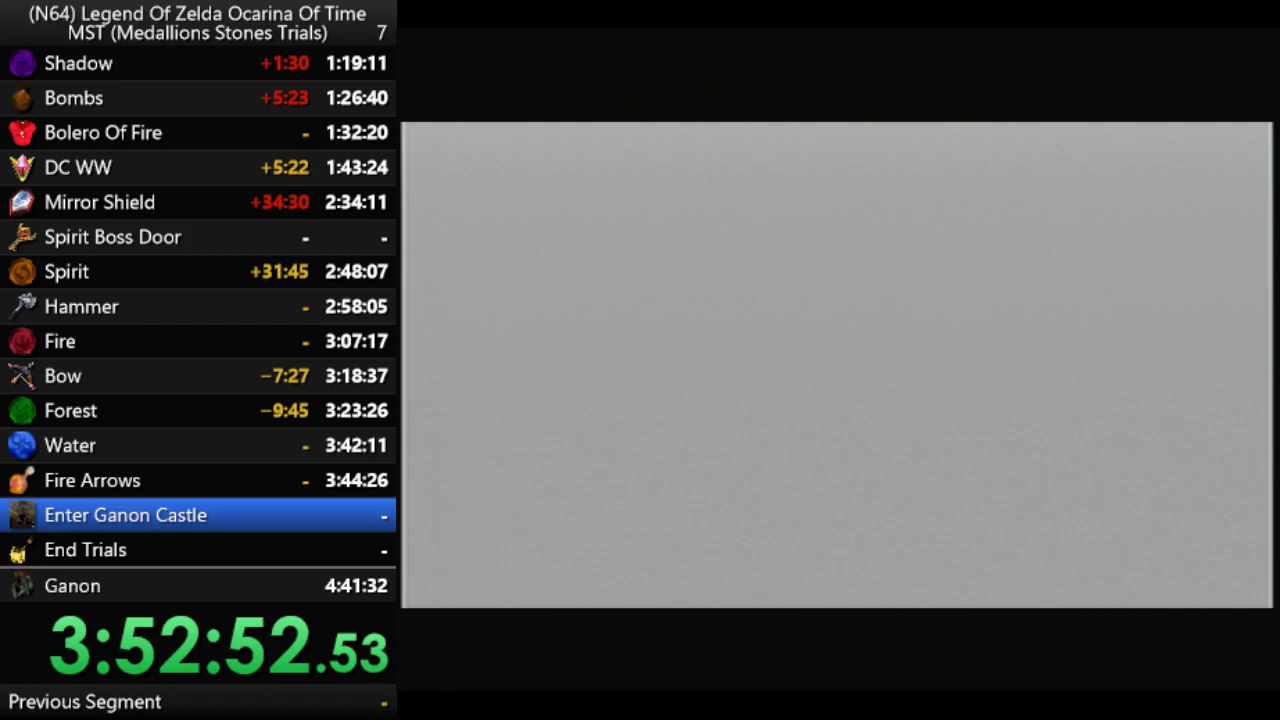 (N64) Legend Of Zelda Ocarina Of Time
MST (Medallions Stones Trials) 7
Shadow +1:30 1:19:11
Bombs +5:23 1:26:40
Bolero Of Fire - 1:32:20
DC WW +5:22 1:43:24
Mirror Shield +34:30 2:34:11
Spirit Boss Door - -
Spirit +31:45 2:48:07
Hammer - 2:58:05
Fire - 3:07:17
Bow −7:27 3:18:37
Forest −9:45 3:23:26
Water - 3:42:11
Fire Arrows - 3:44:26
Enter Ganon Castle -
End Trials -
Ganon 4:41:32
3:52:52.53
Previous Segment -